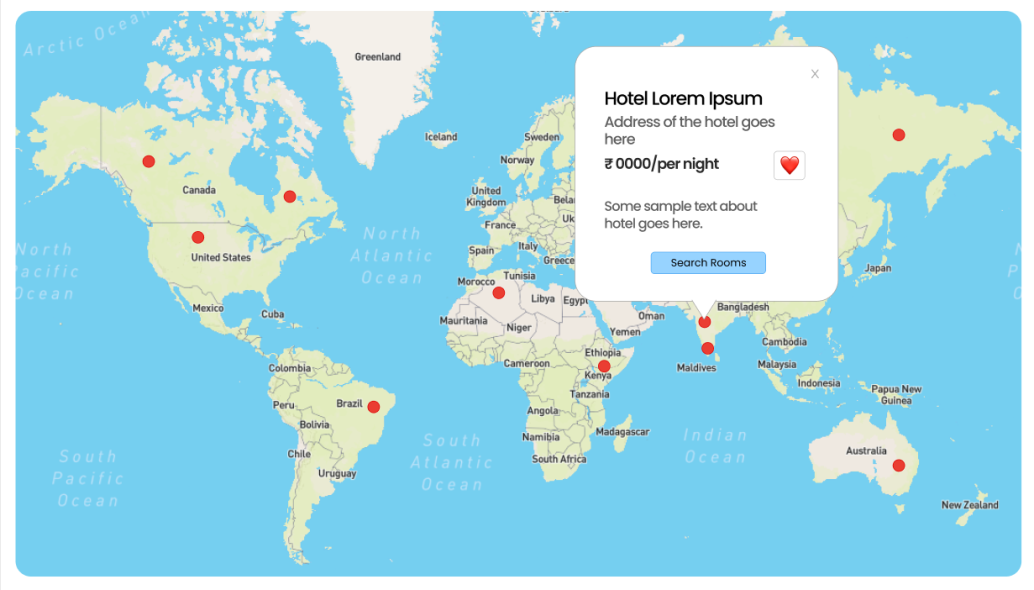 Arctic Ocean
Greenland
Iceland
Sweden
Norway
Canada
United
Kingdom
Belar
Uk
France
United States
North
Atlantic
Ocean
North
Pacific
Ocean
Spain
Italy
Greece
Morocco
Tunisia
Mexico
Cuba
Libya
Egypt
Mauritania
Niger
Oman
Yemen
Bangladesh
Japan
Colombia
Cameroon
Ethiopia
Kenya
Maldives
Cambodia
Malaysia
Indonesia
Papua New
Guinea
Peru
Brazil
Tanzania
Bolivia
Angola
Namibia
Madagascar
Chile
Uruguay
South Africa
South
Pacific
Ocean
South
Atlantic
Ocean
Indian
Ocean
Australia
New Zealand
X
Hotel Lorem Ipsum
Address of the hotel goes
here
₹ 0000/per night
Some sample text about
hotel goes here.
Search Rooms